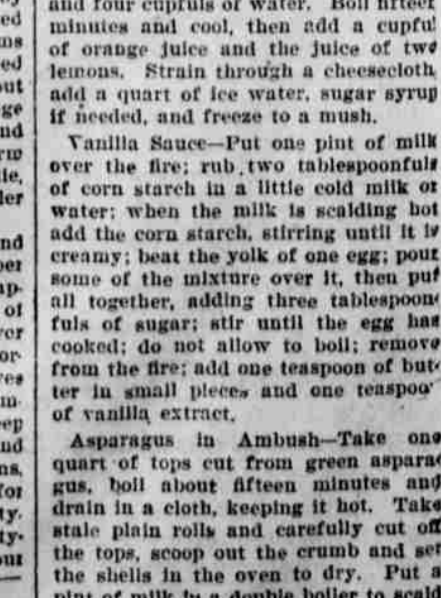 and four cupfuls of water. Boil fifteen
minutes and cool, then add a cupful
of orange juice and the juice of two
lemons. Strain through a cheesecloth
add a quart of ice water, sugar syrup
if needed, and freeze to a mush.
Vanilla Sauce—Put one pint of milk
over the fire; rub two tablespoonfuls
of corn starch in a little cold milk or
water; when the milk is scalding hot
add the corn starch, stirring until it is
creamy; beat the yolk of one egg; pour
some of the mixture over it, then put
all together, adding three tablespoon-
fuls of sugar; stir until the egg has
cooked; do not allow to boil; remove
from the fire; add one teaspoon of but-
ter in small pieces and one teaspoo
of vanilla extract.
Asparagus in Ambush—Take one
quart of tops cut from green aspara-
gus, boil about fifteen minutes and
drain in a cloth, keeping it hot. Take
stale plain rolls and carefully cut off
the tops, scoop out the crumb and set
the shells in the oven to dry. Put a
pint of milk in a double boiler to scald